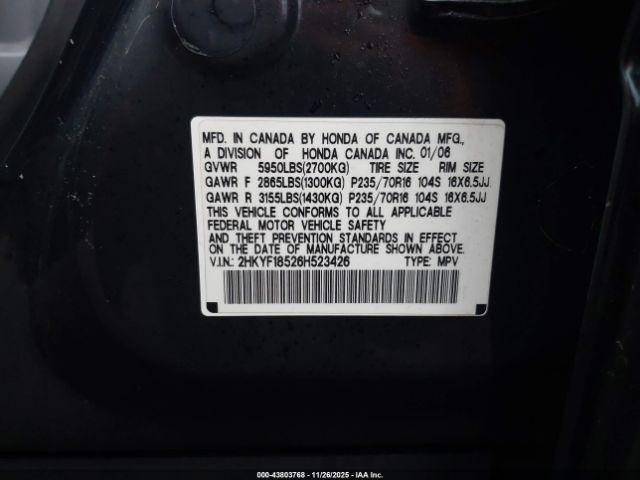 MFD. IN CANADA BY HONDA OF CANADA MFG.,
A DIVISION OF HONDA CANADA INC. 01/06
GVWR 5950LBS(2700KG) TIRE SIZE RIM SIZE
GAWR F 2865LBS(1300KG) P235/70R16 104S 16X6.5JJ
GAWR R 3155LBS(1430KG) P235/70R16 104S 16X6.5JJ
THIS VEHICLE CONFORMS TO ALL APPLICABLE
FEDERAL MOTOR VEHICLE SAFETY
AND THEFT PREVENTION STANDARDS IN EFFECT
ON THE DATE OF MANUFACTURE SHOWN ABOVE.
V.I.N.: 2HKYF18526H523426 TYPE: MPV
000-43803768 - 11/26/2025 - IAA Inc.